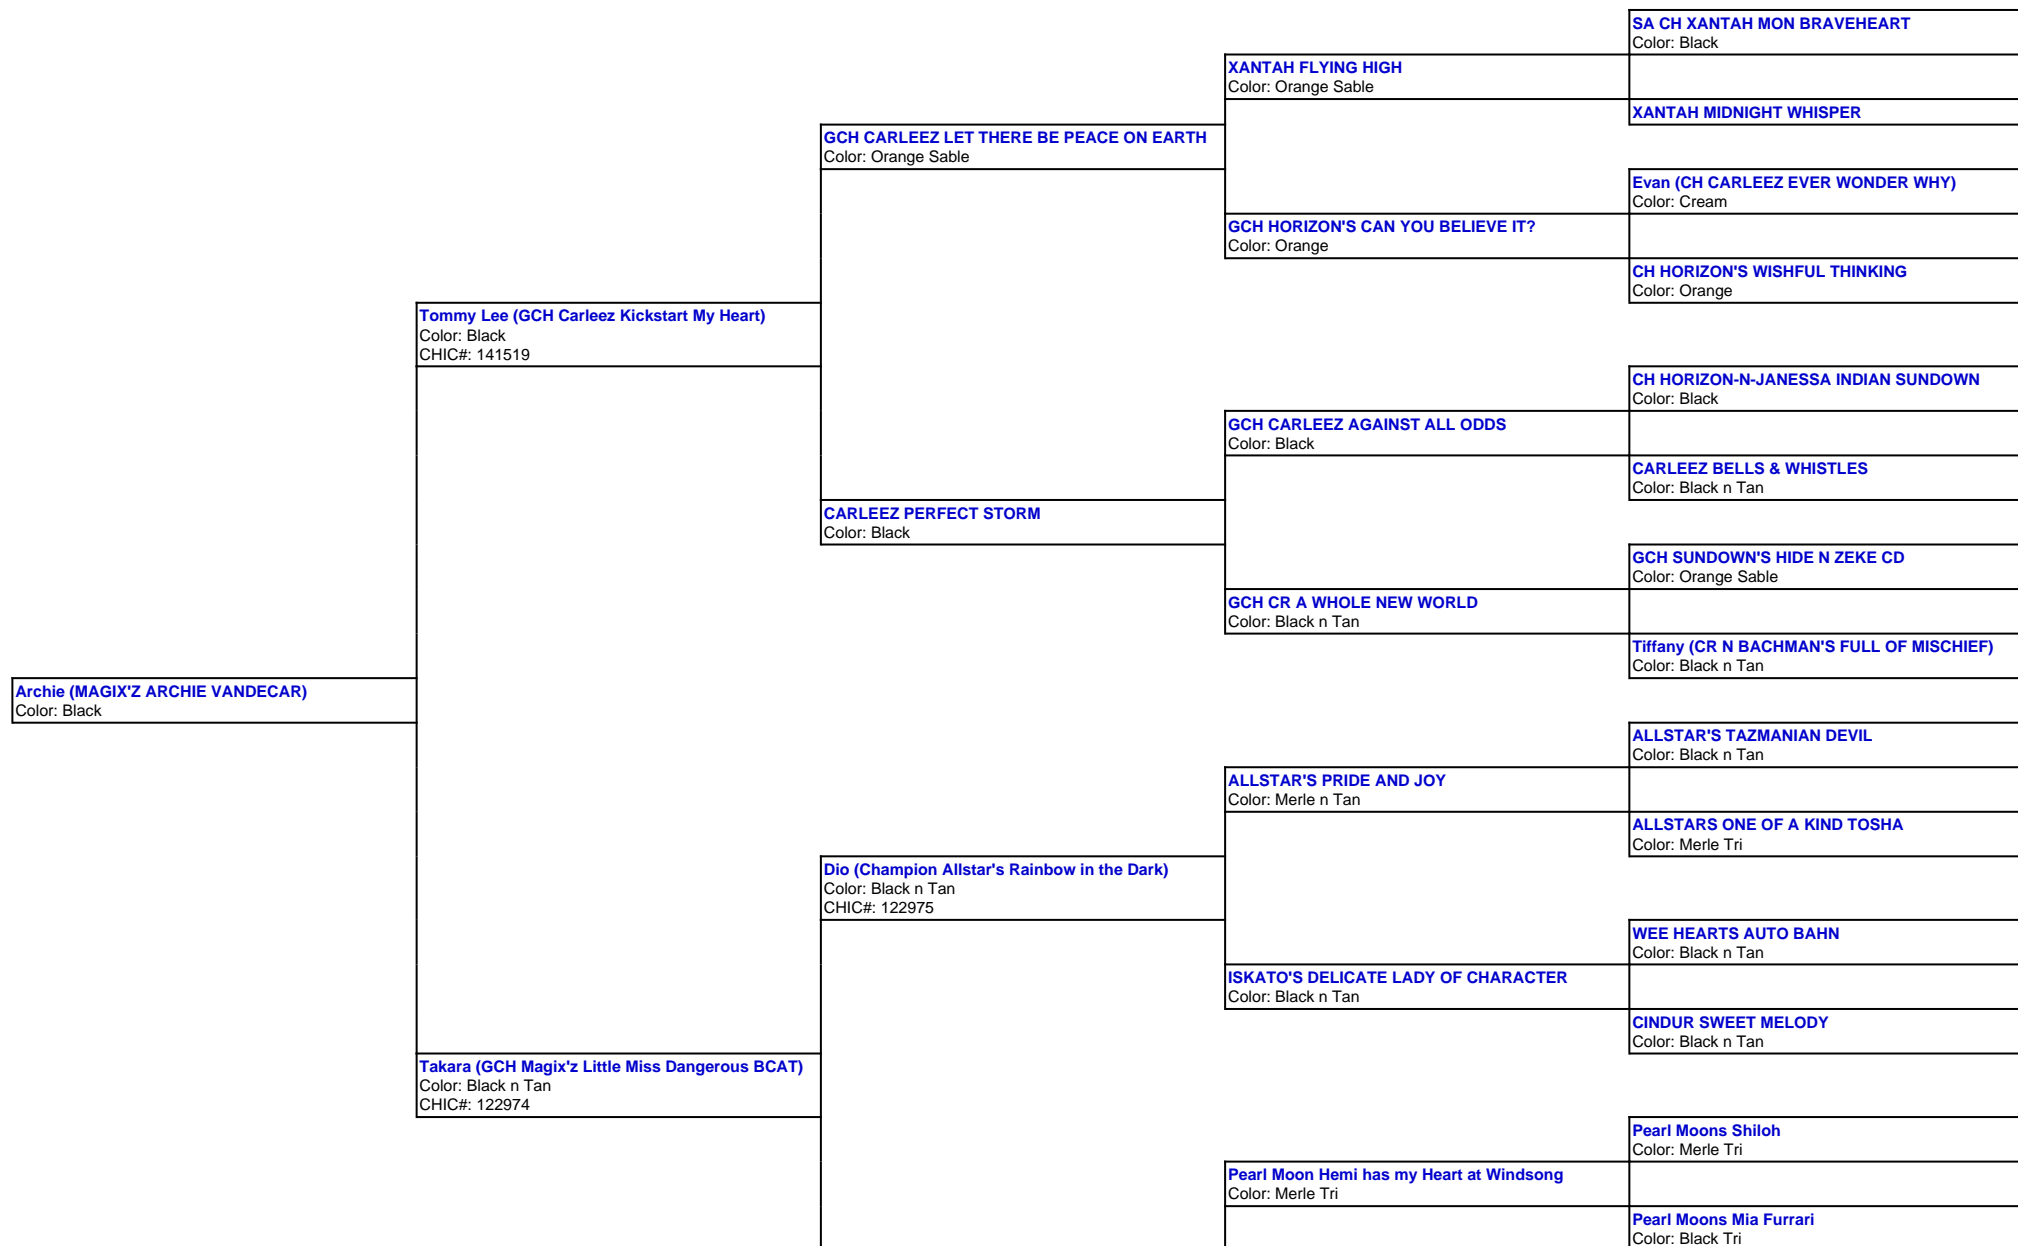 SA CH XANTAH MON BRAVEHEART
Color: Black
XANTAH FLYING HIGH
Color: Orange Sable
XANTAH MIDNIGHT WHISPER
GCH CARLEEZ LET THERE BE PEACE ON EARTH
Color: Orange Sable
Evan (CH CARLEEZ EVER WONDER WHY)
Color: Cream
GCH HORIZON'S CAN YOU BELIEVE IT?
Color: Orange
CH HORIZON'S WISHFUL THINKING
Color: Orange
Tommy Lee (GCH Carleez Kickstart My Heart)
Color: Black
CHIC#: 141519
CH HORIZON-N-JANESSA INDIAN SUNDOWN
Color: Black
GCH CARLEEZ AGAINST ALL ODDS
Color: Black
CARLEEZ BELLS & WHISTLES
Color: Black n Tan
CARLEEZ PERFECT STORM
Color: Black
GCH SUNDOWN'S HIDE N ZEKE CD
Color: Orange Sable
GCH CR A WHOLE NEW WORLD
Color: Black n Tan
Tiffany (CR N BACHMAN'S FULL OF MISCHIEF)
Color: Black n Tan
Archie (MAGIX'Z ARCHIE VANDECAR)
Color: Black
ALLSTAR'S TAZMANIAN DEVIL
Color: Black n Tan
ALLSTAR'S PRIDE AND JOY
Color: Merle n Tan
ALLSTARS ONE OF A KIND TOSHA
Color: Merle Tri
Dio (Champion Allstar's Rainbow in the Dark)
Color: Black n Tan
CHIC#: 122975
WEE HEARTS AUTO BAHN
Color: Black n Tan
ISKATO'S DELICATE LADY OF CHARACTER
Color: Black n Tan
CINDUR SWEET MELODY
Color: Black n Tan
Takara (GCH Magix'z Little Miss Dangerous BCAT)
Color: Black n Tan
CHIC#: 122974
Pearl Moons Shiloh
Color: Merle Tri
Pearl Moon Hemi has my Heart at Windsong
Color: Merle Tri
Pearl Moons Mia Furrari
Color: Black Tri